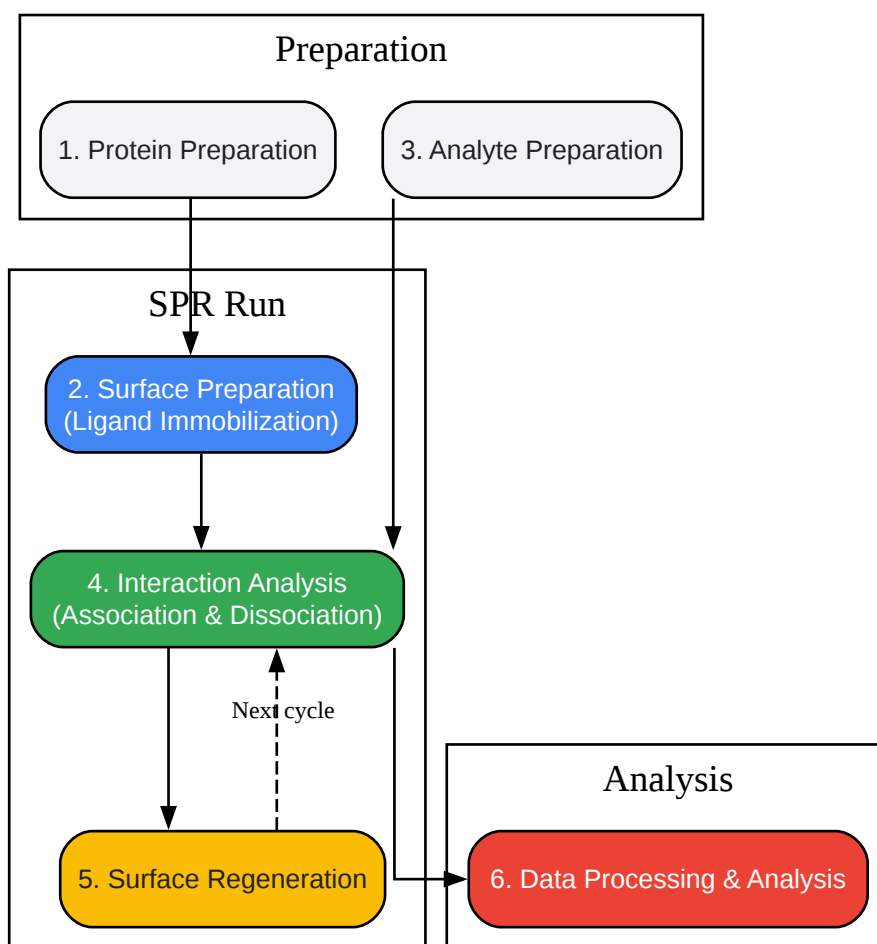 Preparation
1. Protein Preparation
3. Analyte Preparation
SPR Run
2. Surface Preparation
(Ligand Immobilization)
4. Interaction Analysis
(Association & Dissociation)
Next cycle
5. Surface Regeneration
Analysis
6. Data Processing & Analysis